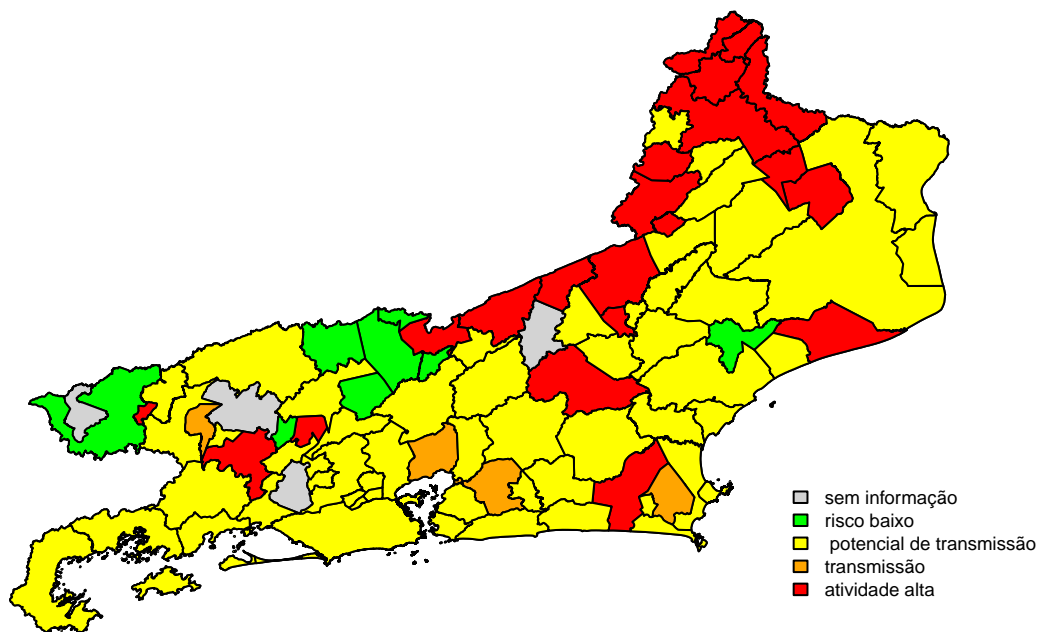 sem informação
risco baixo
potencial de transmissão
transmissão
atividade alta